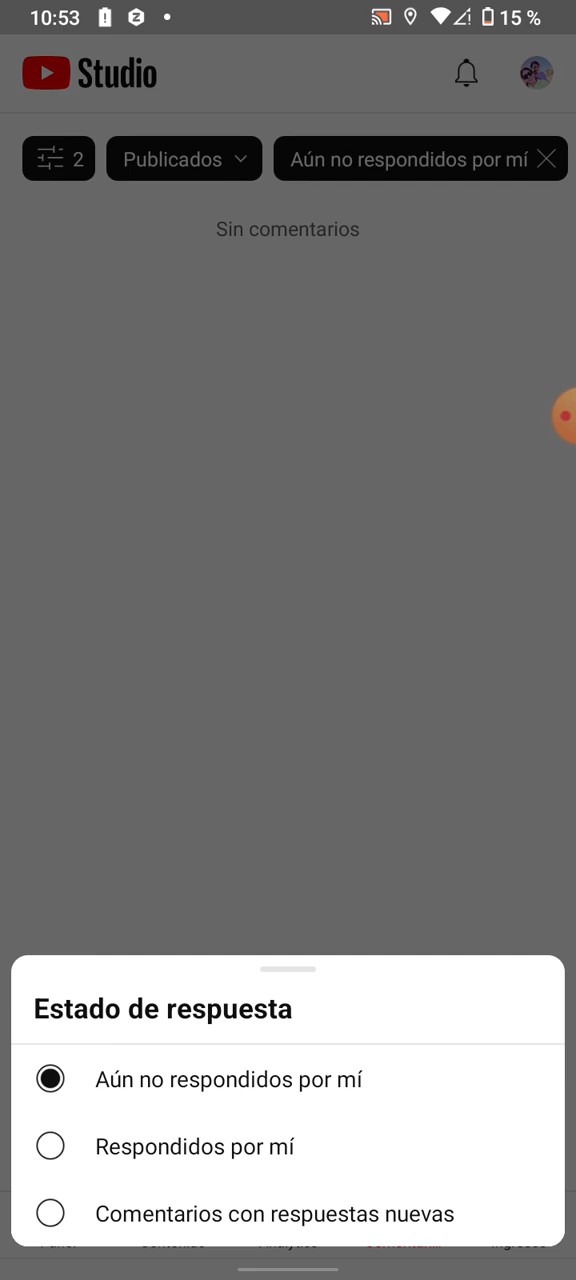 10:53
15 %
Studio
2
Publicados
Aún no respondidos por mí
Sin comentarios
Estado de respuesta
Aún no respondidos por mí
Respondidos por mí
Comentarios con respuestas nuevas